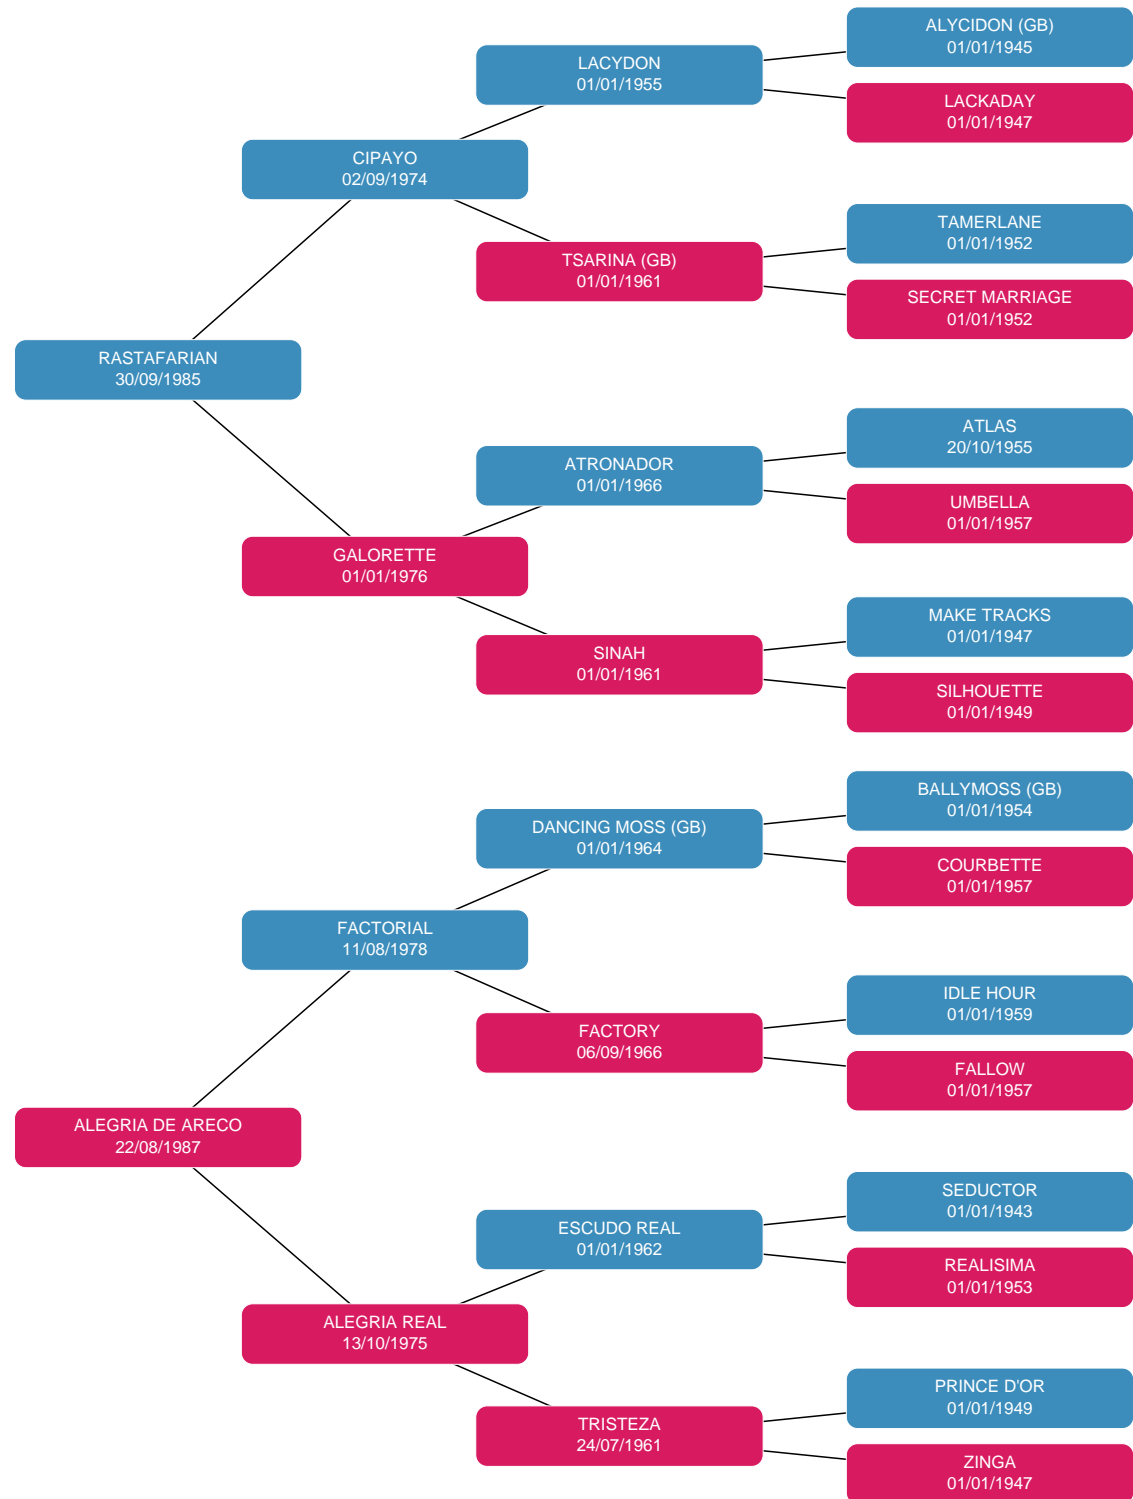 ALYCIDON (GB)
01/01/1945
LACYDON
01/01/1955
LACKADAY
01/01/1947
CIPAYO
02/09/1974
TAMERLANE
01/01/1952
TSARINA (GB)
01/01/1961
SECRET MARRIAGE
01/01/1952
RASTAFARIAN
30/09/1985
ATLAS
20/10/1955
ATRONADOR
01/01/1966
UMBELLA
01/01/1957
GALORETTE
01/01/1976
MAKE TRACKS
01/01/1947
SINAH
01/01/1961
SILHOUETTE
01/01/1949
BALLYMOSS (GB)
01/01/1954
DANCING MOSS (GB)
01/01/1964
COURBETTE
01/01/1957
FACTORIAL
11/08/1978
IDLE HOUR
01/01/1959
FACTORY
06/09/1966
FALLOW
01/01/1957
ALEGRIA DE ARECO
22/08/1987
SEDUCTOR
01/01/1943
ESCUDO REAL
01/01/1962
REALISIMA
01/01/1953
ALEGRIA REAL
13/10/1975
PRINCE D'OR
01/01/1949
TRISTEZA
24/07/1961
ZINGA
01/01/1947